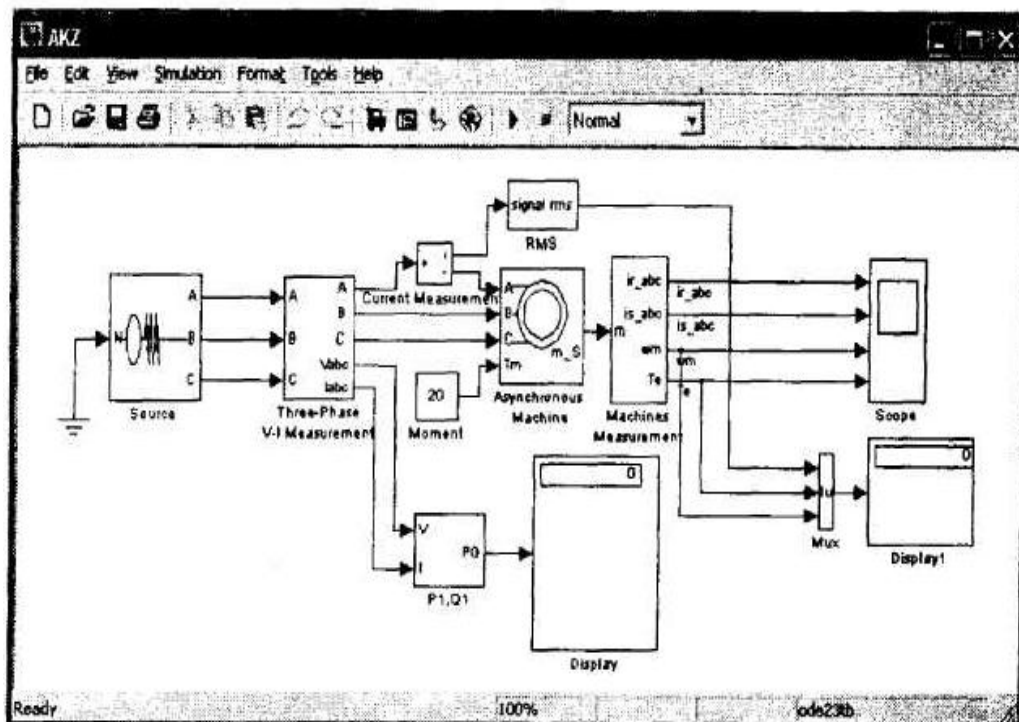 AKZ
File Edit View Simulation Format Tools Help
Normal
signal rms
RMS
A
B
C
N
Source
A
B
C
A
B
C
Vabc
Iabc
Three-Phase
V-I Measurement
+
Current Measurement
20
Moment
A
B
C
Tm
m_S
Asynchronous
Machine
m
ir_abc
is_abc
wm
Te
Machines
Measurement
ir_abc
is_abc
wm
Scope
V
I
PQ
P1,Q1
0
Display
Mux
0
Display1
Ready 100% ode23tb